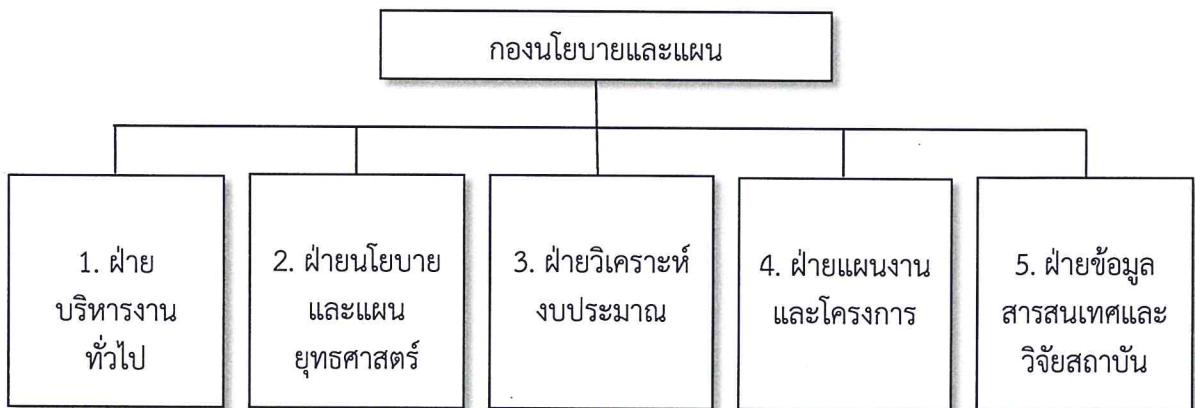 กองนโยบายและแผน
1. ฝ่าย
บริหารงาน
ทั่วไป
2. ฝ่ายนโยบาย
และแผน
ยุทธศาสตร์
3. ฝ่ายวิเคราะห์
งบประมาณ
4. ฝ่ายแผนงาน
และโครงการ
5. ฝ่ายข้อมูล
สารสนเทศและ
วิจัยสถาบัน